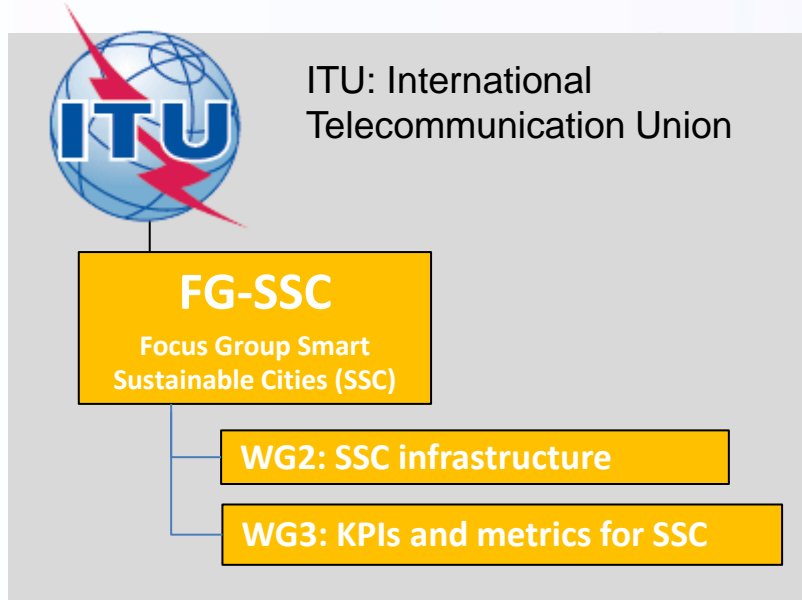 ITU
ITU: International
Telecommunication Union
FG-SSC
Focus Group Smart
Sustainable Cities (SSC)
WG2: SSC infrastructure
WG3: KPIs and metrics for SSC